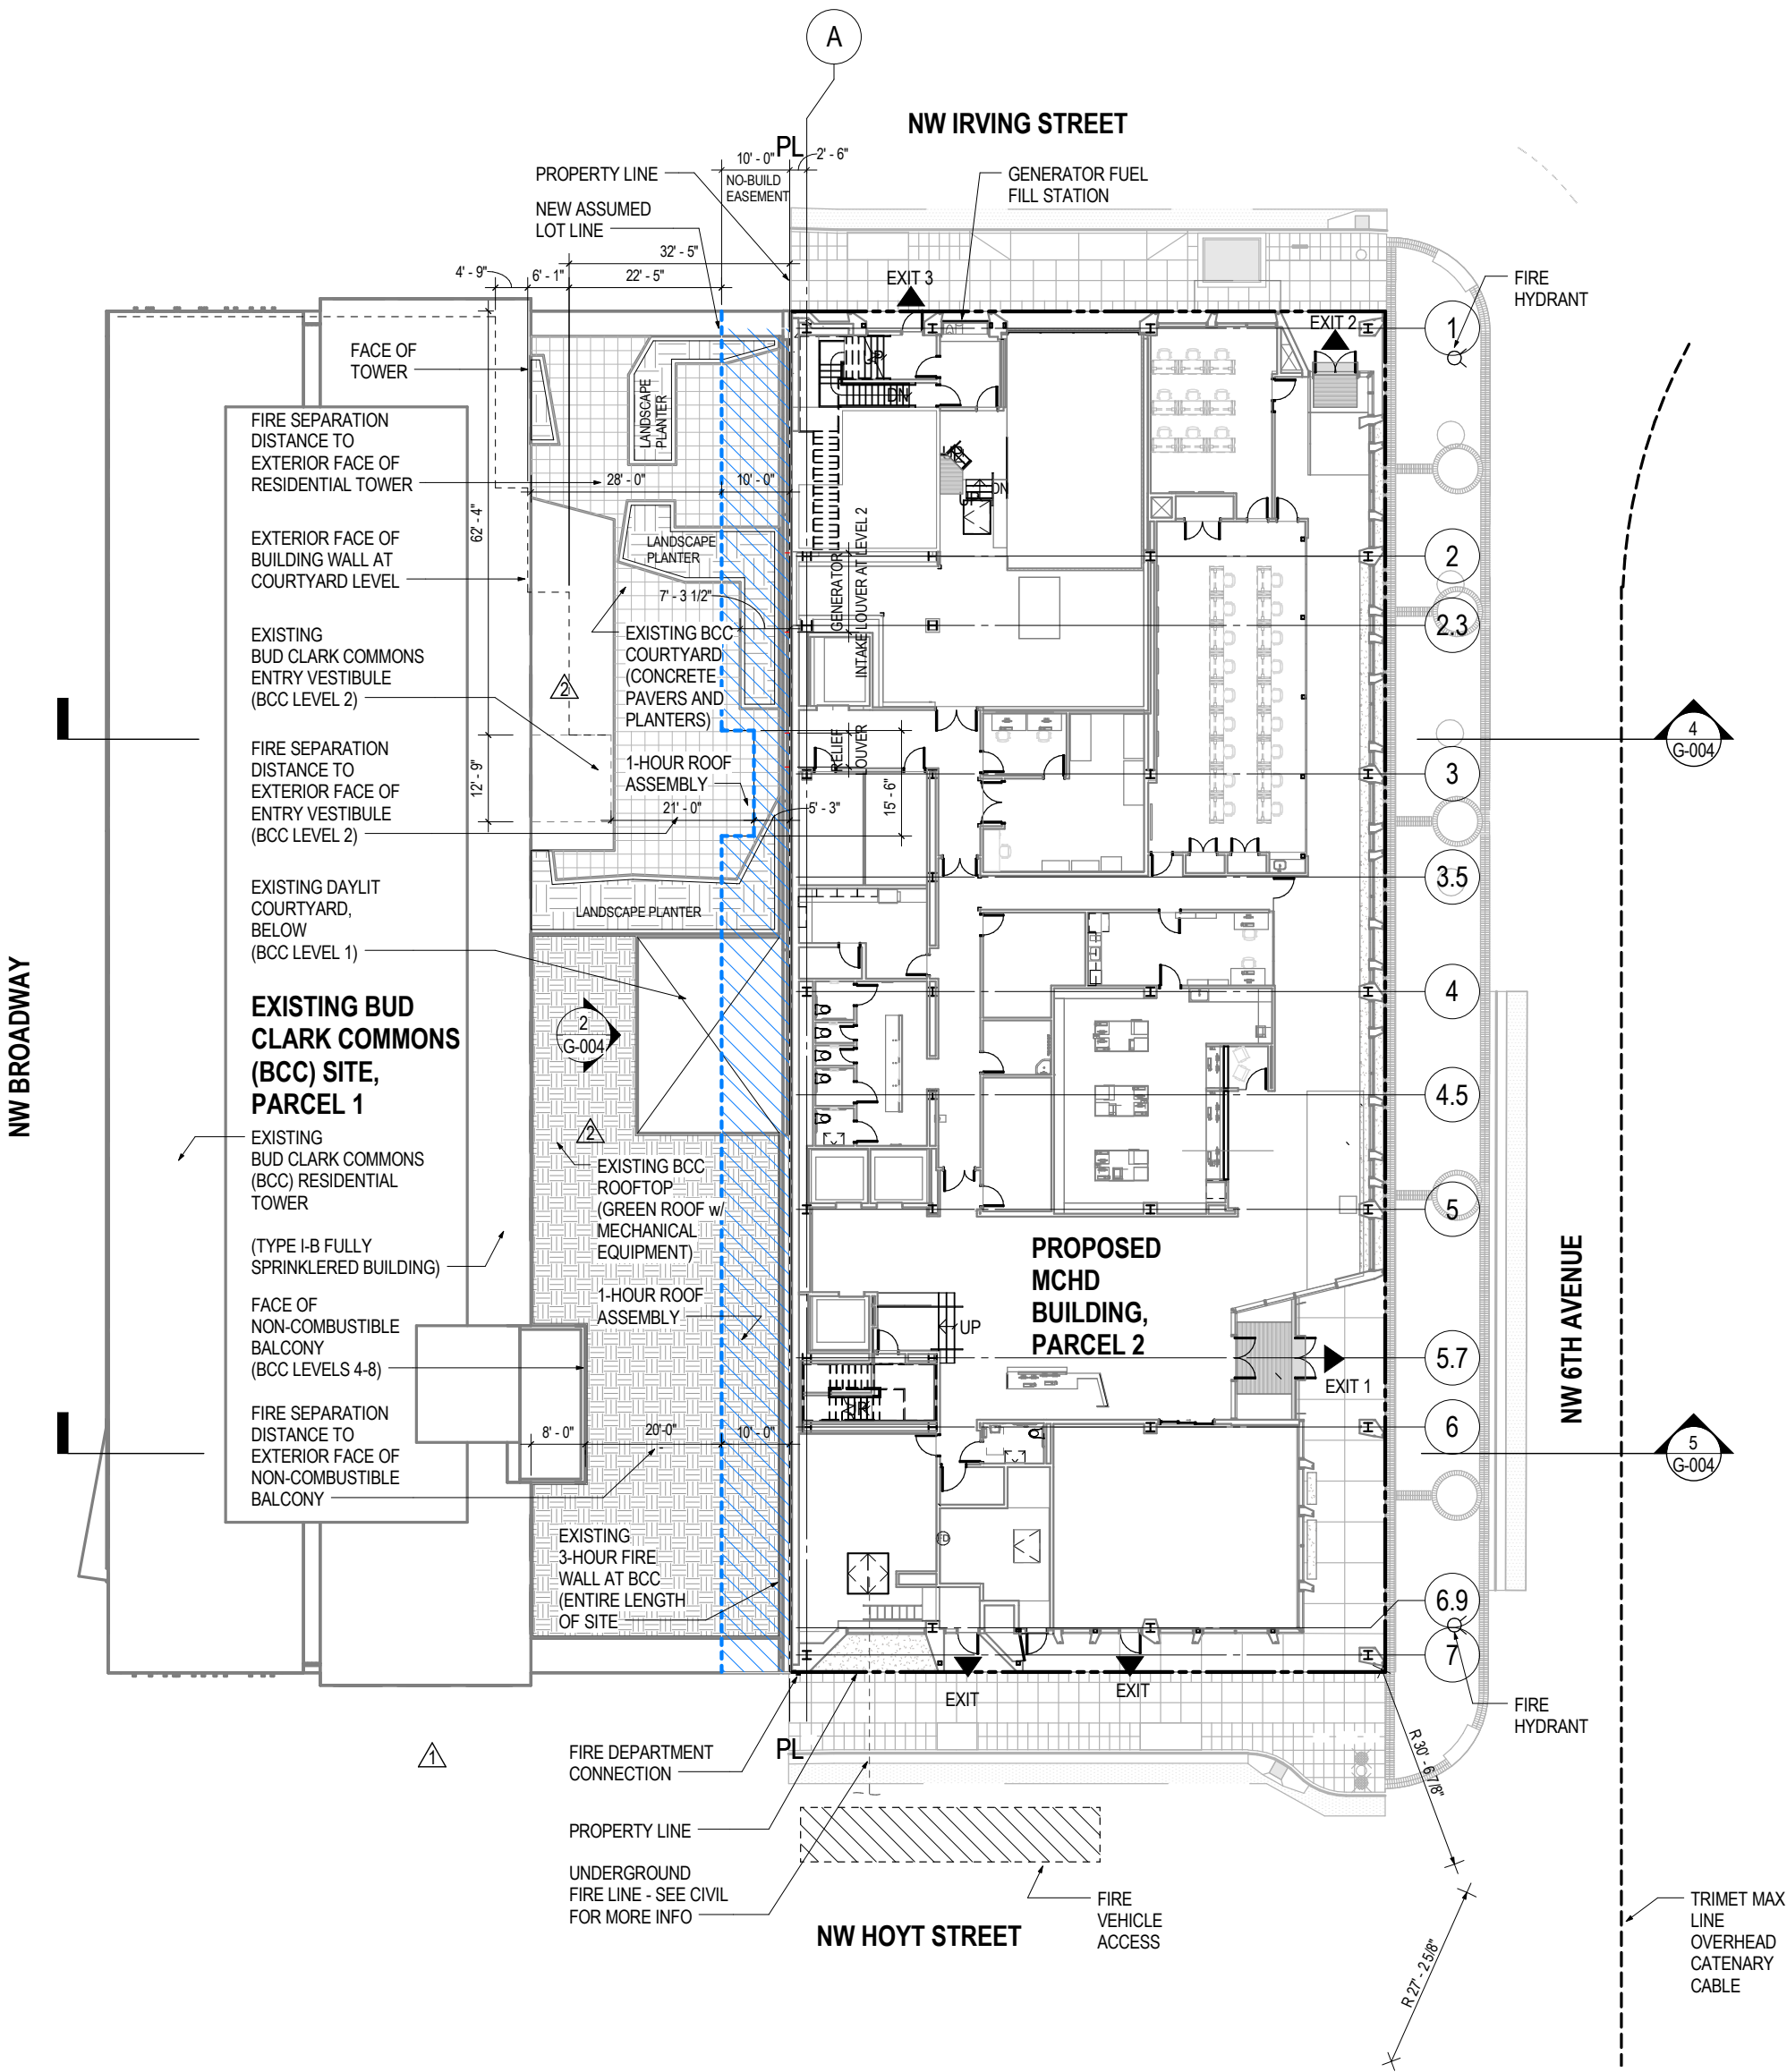 A
NW IRVING STREET
PL
10' - 0"
2' - 6"
NO-BUILD
EASEMENT
PROPERTY LINE
NEW ASSUMED
LOT LINE
GENERATOR FUEL
FILL STATION
32' - 5"
4' - 9"
6' - 1"
22' - 5"
EXIT 3
EXIT 2
FIRE
HYDRANT
1
FACE OF
TOWER
LANDSCAPE
PLANTER
UP
DN
FIRE SEPARATION
DISTANCE TO
EXTERIOR FACE OF
RESIDENTIAL TOWER
28' - 0"
10' - 0"
62' - 4"
UP
DN
UP
EXTERIOR FACE OF
BUILDING WALL AT
COURTYARD LEVEL
LANDSCAPE
PLANTER
7' - 3 1/2"
GENERATOR
INTAKE LOUVER AT LEVEL 2
2
2.3
EXISTING
BUD CLARK COMMONS
ENTRY VESTIBULE
(BCC LEVEL 2)
2
EXISTING BCC
COURTYARD
(CONCRETE
PAVERS AND
PLANTERS)
RELIEF
LOUVER
4
G-004
3
FIRE SEPARATION
DISTANCE TO
EXTERIOR FACE OF
ENTRY VESTIBULE
(BCC LEVEL 2)
12' - 9"
1-HOUR ROOF
ASSEMBLY
21' - 0"
5' - 3"
15' - 6"
3.5
EXISTING DAYLIT
COURTYARD,
BELOW
(BCC LEVEL 1)
LANDSCAPE PLANTER
NW BROADWAY
EXISTING BUD
CLARK COMMONS
(BCC) SITE,
PARCEL 1
2
G-004
4
4.5
EXISTING
BUD CLARK COMMONS
(BCC) RESIDENTIAL
TOWER
(TYPE I-B FULLY
SPRINKLERED BUILDING)
2
EXISTING BCC
ROOFTOP
(GREEN ROOF w/
MECHANICAL
EQUIPMENT)
1-HOUR ROOF
ASSEMBLY
5
PROPOSED
MCHD
BUILDING,
PARCEL 2
UP
NW 6TH AVENUE
FACE OF
NON-COMBUSTIBLE
BALCONY
(BCC LEVELS 4-8)
5.7
EXIT 1
UP
FIRE SEPARATION
DISTANCE TO
EXTERIOR FACE OF
NON-COMBUSTIBLE
BALCONY
8' - 0"
20'-0"
10' - 0"
6
5
G-004
EXISTING
3-HOUR FIRE
WALL AT BCC
(ENTIRE LENGTH
OF SITE
FD
6.9
7
EXIT
EXIT
FIRE
HYDRANT
1
FIRE DEPARTMENT
CONNECTION
PL
R 30' - 6 7/8"
PROPERTY LINE
UNDERGROUND
FIRE LINE - SEE CIVIL
FOR MORE INFO
FIRE
VEHICLE
ACCESS
NW HOYT STREET
R 27' - 2 5/8"
TRIMET MAX
LINE
OVERHEAD
CATENARY
CABLE